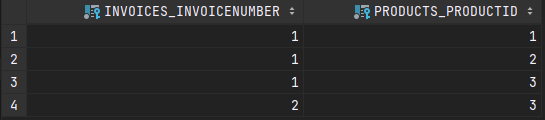 INVOICES_INVOICENUMBER PRODUCTS_PRODUCTID
1 1 1
2 1 2
3 1 3
4 2 3